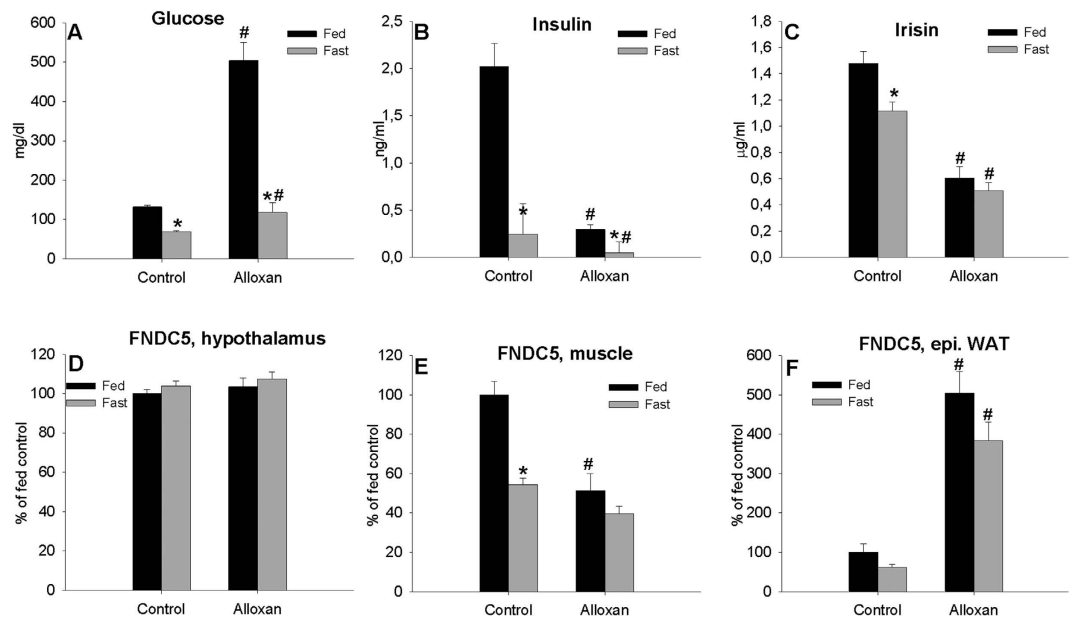 A
Glucose
Fed
Fast
mg/dl
600
500
400
300
200
100
0
#
*
*#
Control
Alloxan
B
Insulin
Fed
Fast
ng/ml
2,5
2,0
1,5
1,0
0,5
0,0
*
#
*#
Control
Alloxan
C
Irisin
Fed
Fast
µg/ml
1,8
1,6
1,4
1,2
1,0
0,8
0,6
0,4
0,2
0,0
*
#
#
Control
Alloxan
D
FNDC5, hypothalamus
Fed
Fast
% of fed control
120
100
80
60
40
20
0
Control
Alloxan
E
FNDC5, muscle
Fed
Fast
% of fed control
120
100
80
60
40
20
0
*
#
Control
Alloxan
F
FNDC5, epi. WAT
Fed
Fast
% of fed control
600
500
400
300
200
100
0
#
#
Control
Alloxan